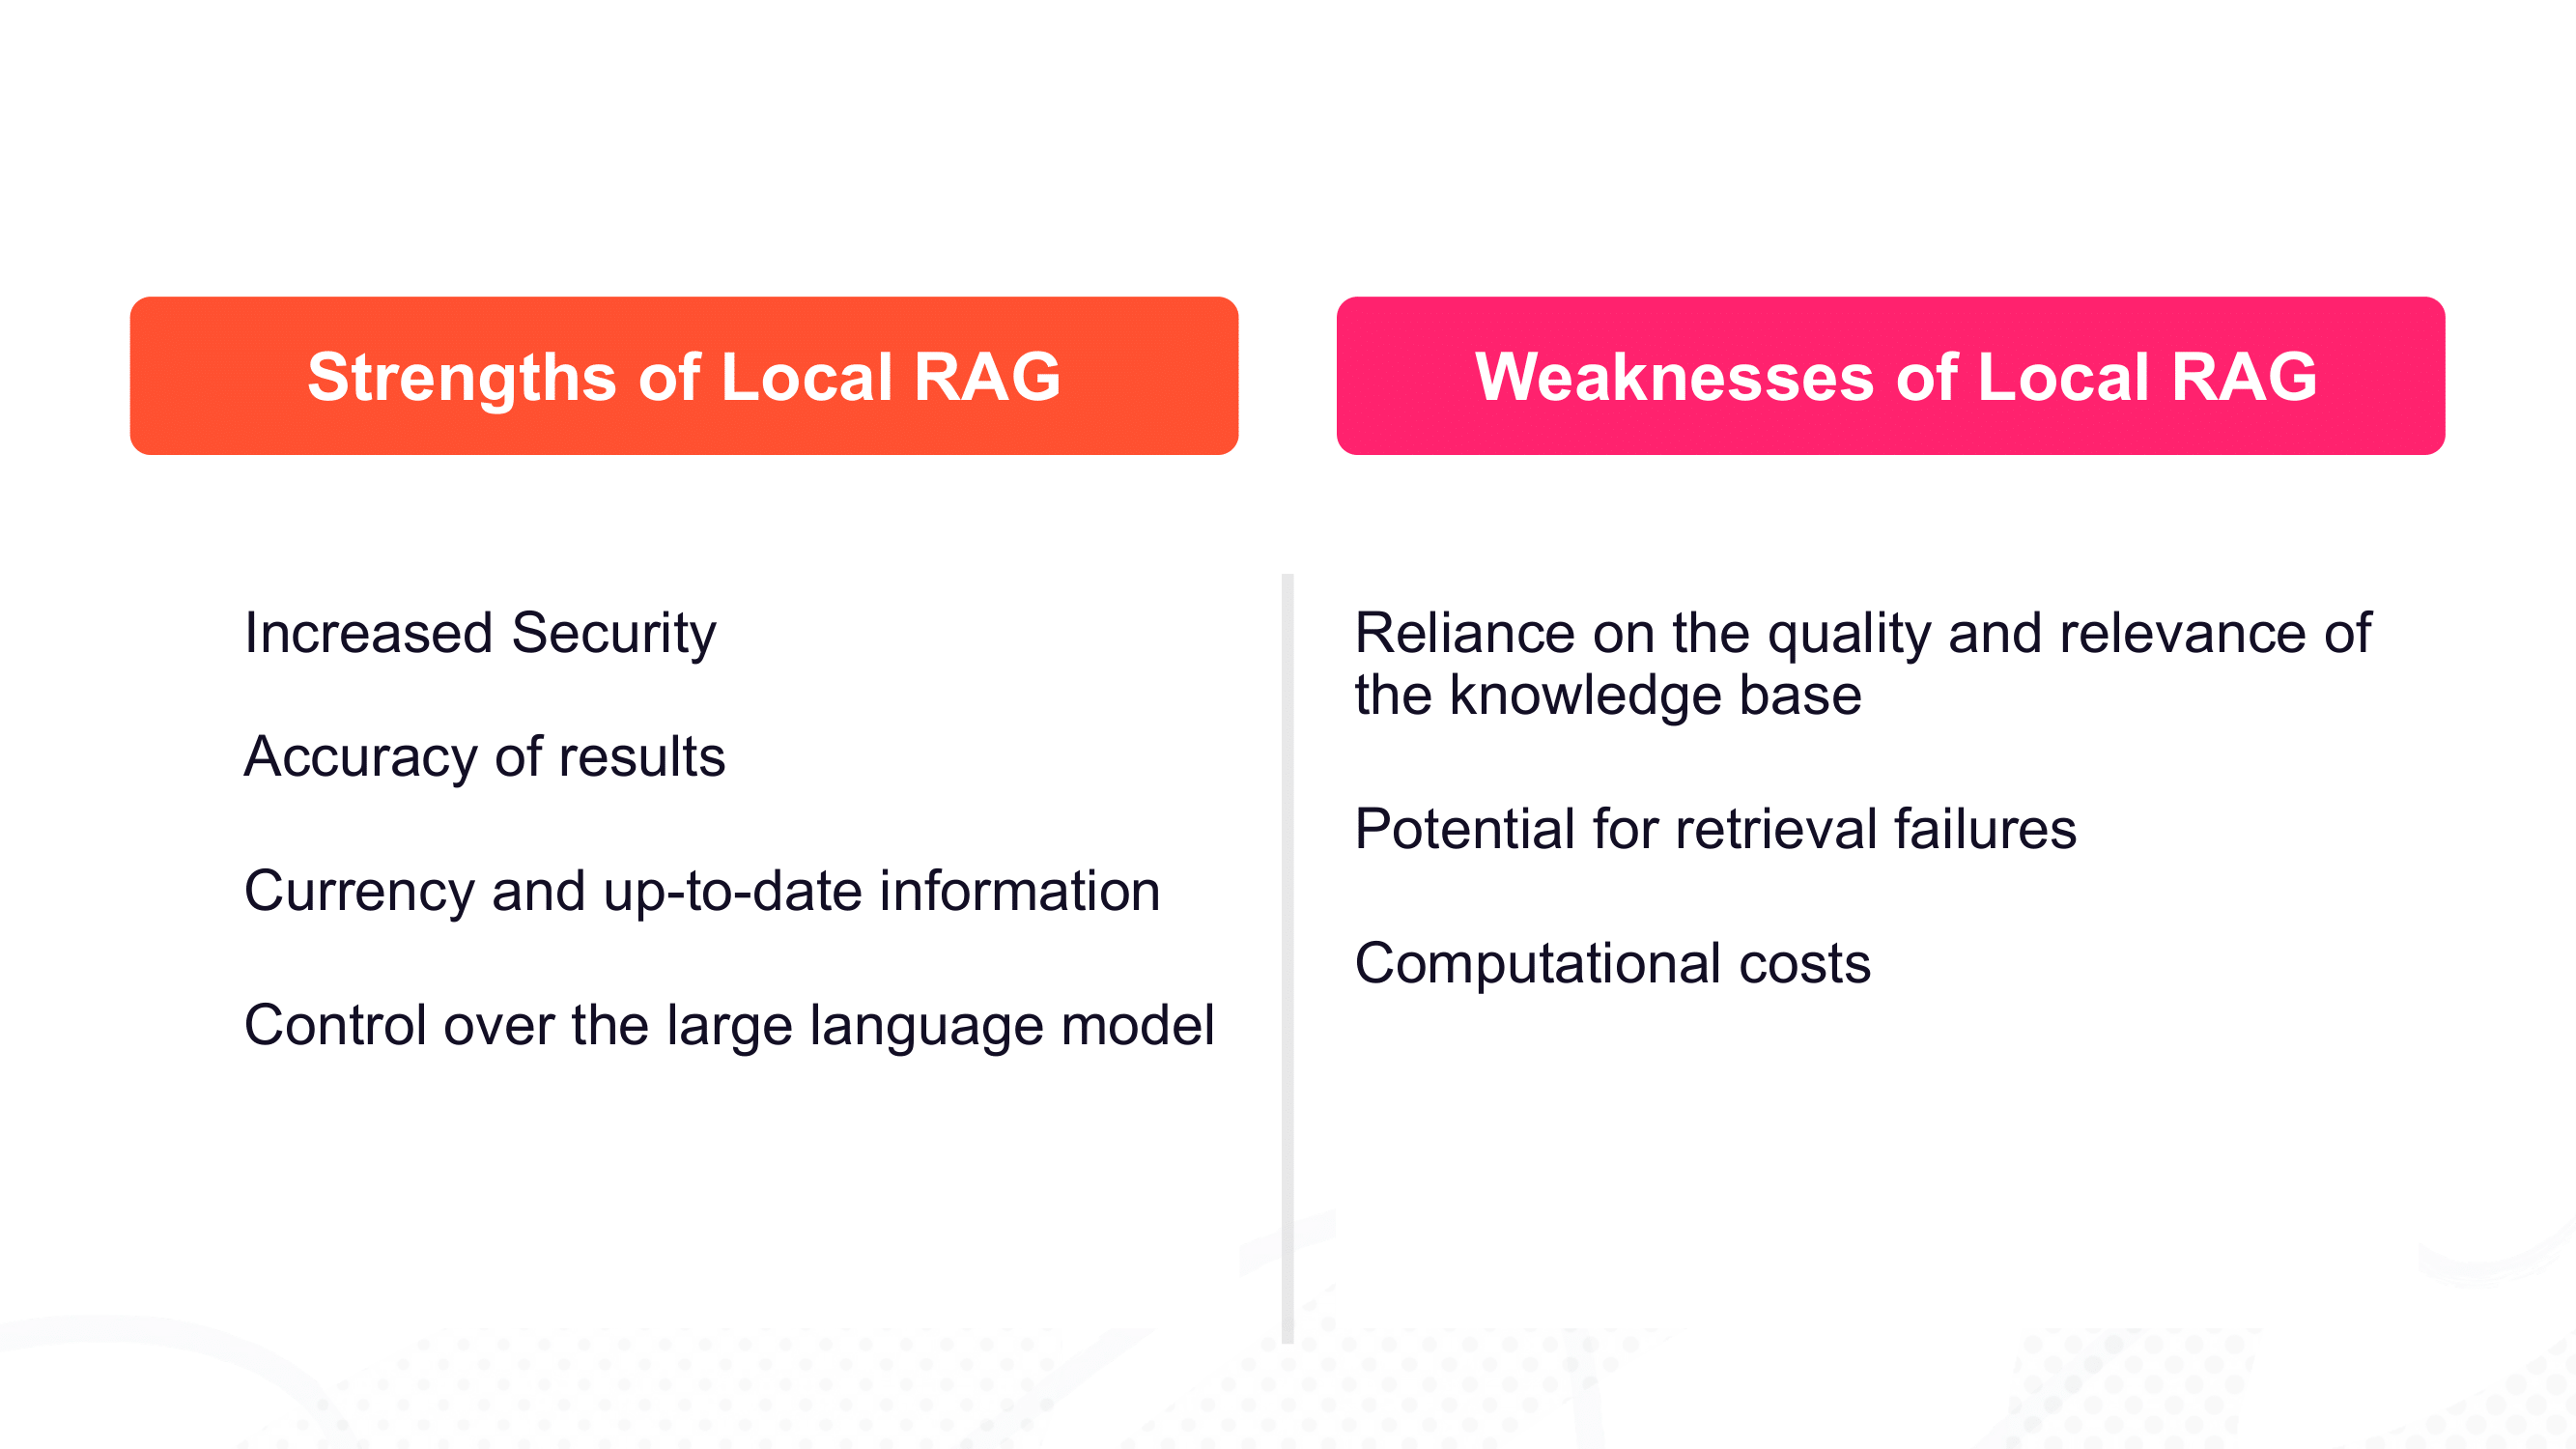 Strengths of Local RAG
Increased Security
Accuracy of results
Currency and up-to-date information
Control over the large language model
Weaknesses of Local RAG
Reliance on the quality and relevance of
the knowledge base
Potential for retrieval failures
Computational costs